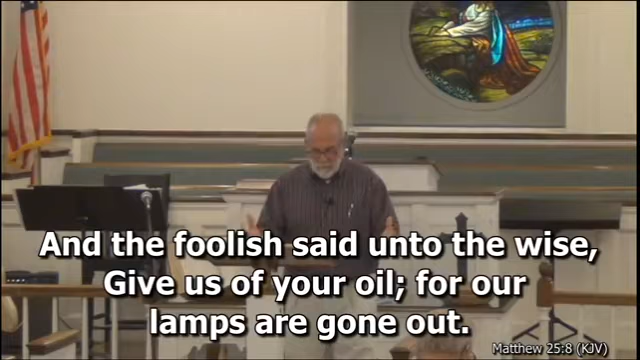 And the foolish said unto the wise,
Give us of your oil; for our
lamps are gone out.
Matthew 25:8 (KJV)